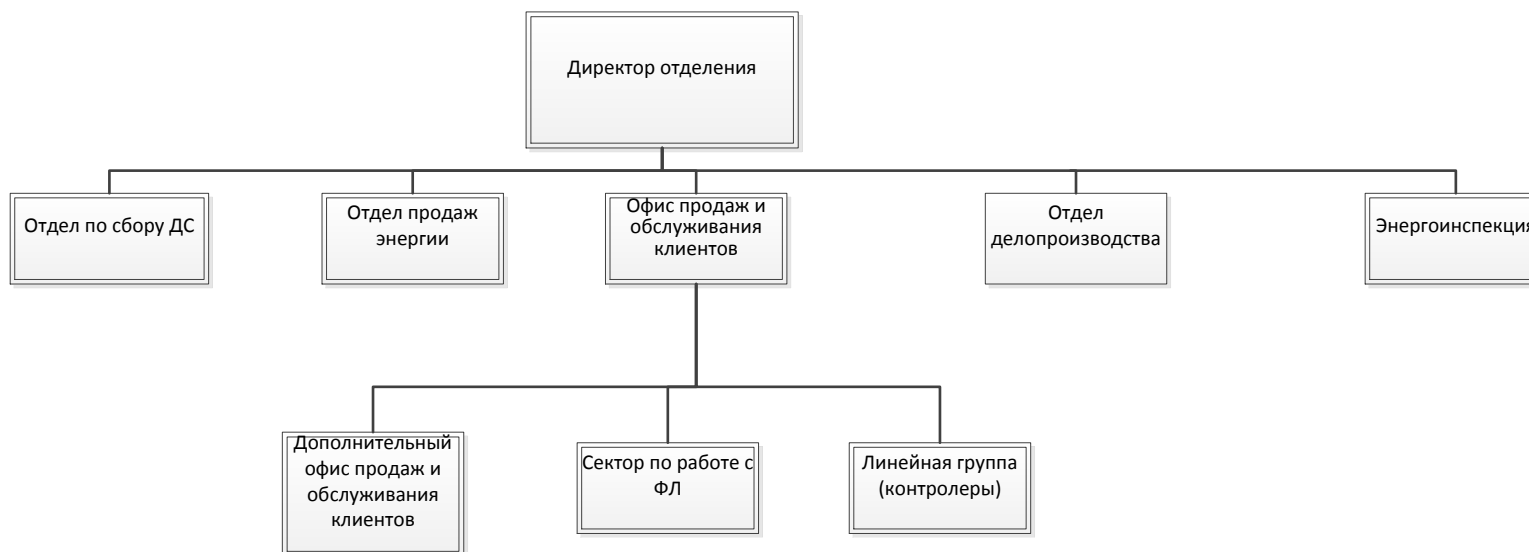 Директор отделения
Отдел по сбору ДС
Отдел продаж
энергии
Офис продаж и
обслуживания
клиентов
Отдел
делопроизводства
Энергоинспекция
Дополнительный
офис продаж и
обслуживания
клиентов
Сектор по работе с
ФЛ
Линейная группа
(контролеры)